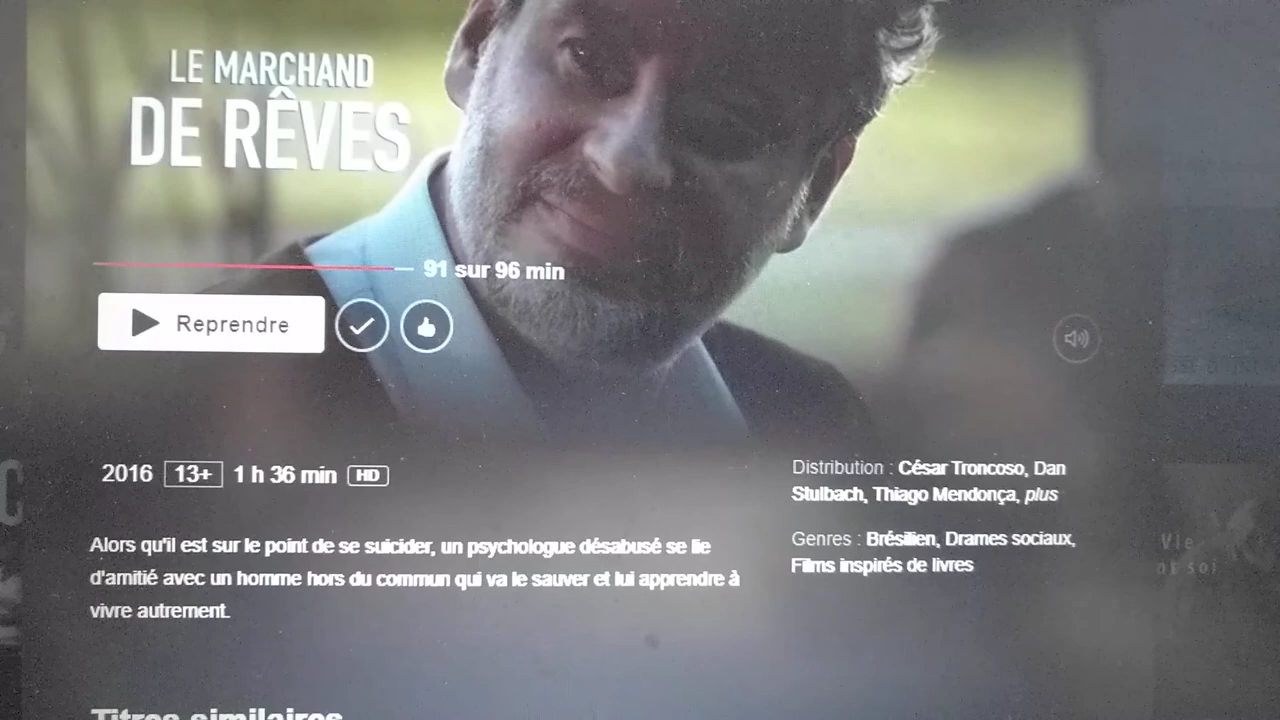 LE MARCHAND
DE RÊVES
91 sur 96 min
Reprendre
2016 13+ 1 h 36 min HD
Alors qu'il est sur le point de se suicider, un psychologue désabusé se lie
d'amitié avec un homme hors du commun qui va le sauver et lui apprendre à
vivre autrement.
Distribution : César Troncoso, Dan
Stulbach, Thiago Mendonça, plus
Genres : Brésilien, Drames sociaux,
Films inspirés de livres
Titres similaires